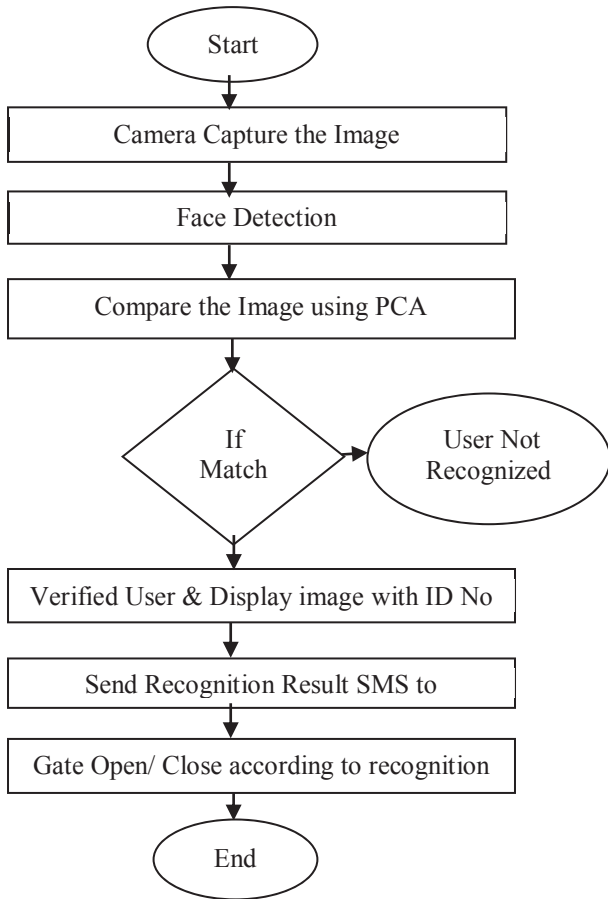 Start
Camera Capture the Image
Face Detection
Compare the Image using PCA
If
Match
User Not
Recognized
Verified User & Display image with ID No
Send Recognition Result SMS to
Gate Open/ Close according to recognition
End